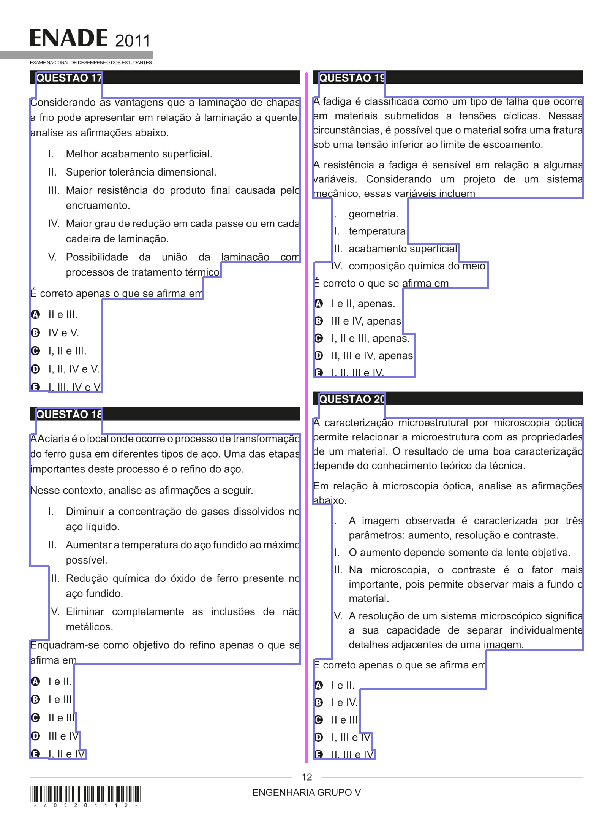 ENADE 2011
EXAME NACIONAL DE DESEMPENHO DOS ESTUDANTES
QUESTÃO 17
Considerando as vantagens que a laminação de chapas
a frio pode apresentar em relação à laminação a quente,
analise as afirmações abaixo.
I. Melhor acabamento superficial.
II. Superior tolerância dimensional.
III. Maior resistência do produto final causada pelo
encruamento.
IV. Maior grau de redução em cada passe ou em cada
cadeira de laminação.
V. Possibilidade da união da laminação com
processos de tratamento térmico
É correto apenas o que se afirma em
A II e III.
B IV e V.
C I, II e III.
D I, II, IV e V.
E I, III, IV e V
QUESTÃO 18
A Aciaria é o local onde ocorre o processo de transformação
do ferro gusa em diferentes tipos de aço. Uma das etapas
importantes deste processo é o refino do aço.
Nesse contexto, analise as afirmações a seguir.
I. Diminuir a concentração de gases dissolvidos no
aço líquido.
II. Aumentar a temperatura do aço fundido ao máximo
possível.
II. Redução química do óxido de ferro presente no
aço fundido.
V. Eliminar completamente as inclusões de não
metálicos.
Enquadram-se como objetivo do refino apenas o que se
afirma em
A I e II.
B I e III
C II e III
D III e IV
E I, II e IV
QUESTÃO 19
A fadiga é classificada como um tipo de falha que ocorre
em materiais submetidos a tensões cíclicas. Nessas
circunstâncias, é possível que o material sofra uma fratura
sob uma tensão inferior ao limite de escoamento.
A resistência a fadiga é sensível em relação a algumas
variáveis. Considerando um projeto de um sistema
mecânico, essas variáveis incluem
I. geometria.
I. temperatura
II. acabamento superficial
IV. composição química do meio
É correto o que se afirma em
A I e II, apenas.
B III e IV, apenas
C I, II e III, apenas.
D II, III e IV, apenas
E I, II, III e IV.
QUESTÃO 20
A caracterização microestrutural por microscopia óptica
permite relacionar a microestrutura com as propriedades
de um material. O resultado de uma boa caracterização
depende do conhecimento teórico da técnica.
Em relação à microscopia óptica, analise as afirmações
abaixo.
I. A imagem observada é caracterizada por três
parâmetros: aumento, resolução e contraste.
I. O aumento depende somente da lente objetiva.
II. Na microscopia, o contraste é o fator mais
importante, pois permite observar mais a fundo o
material.
V. A resolução de um sistema microscópico significa
a sua capacidade de separar individualmente
detalhes adjacentes de uma imagem.
É correto apenas o que se afirma em
A I e II.
B I e IV.
C II e III
D I, III e IV
E II, III e IV
12
ENGENHARIA GRUPO V